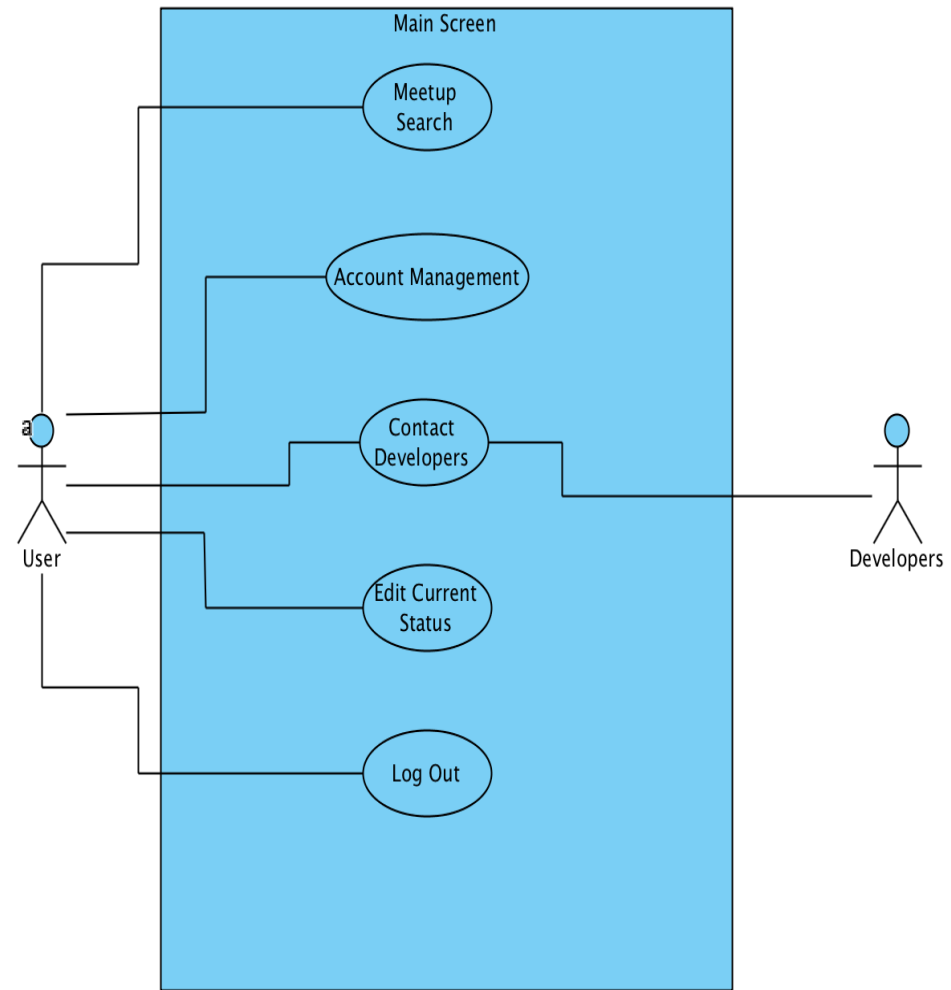 Main Screen
Meetup
Search
Account Management
Contact
Developers
a
Edit Current
Status
User
Developers
Log Out